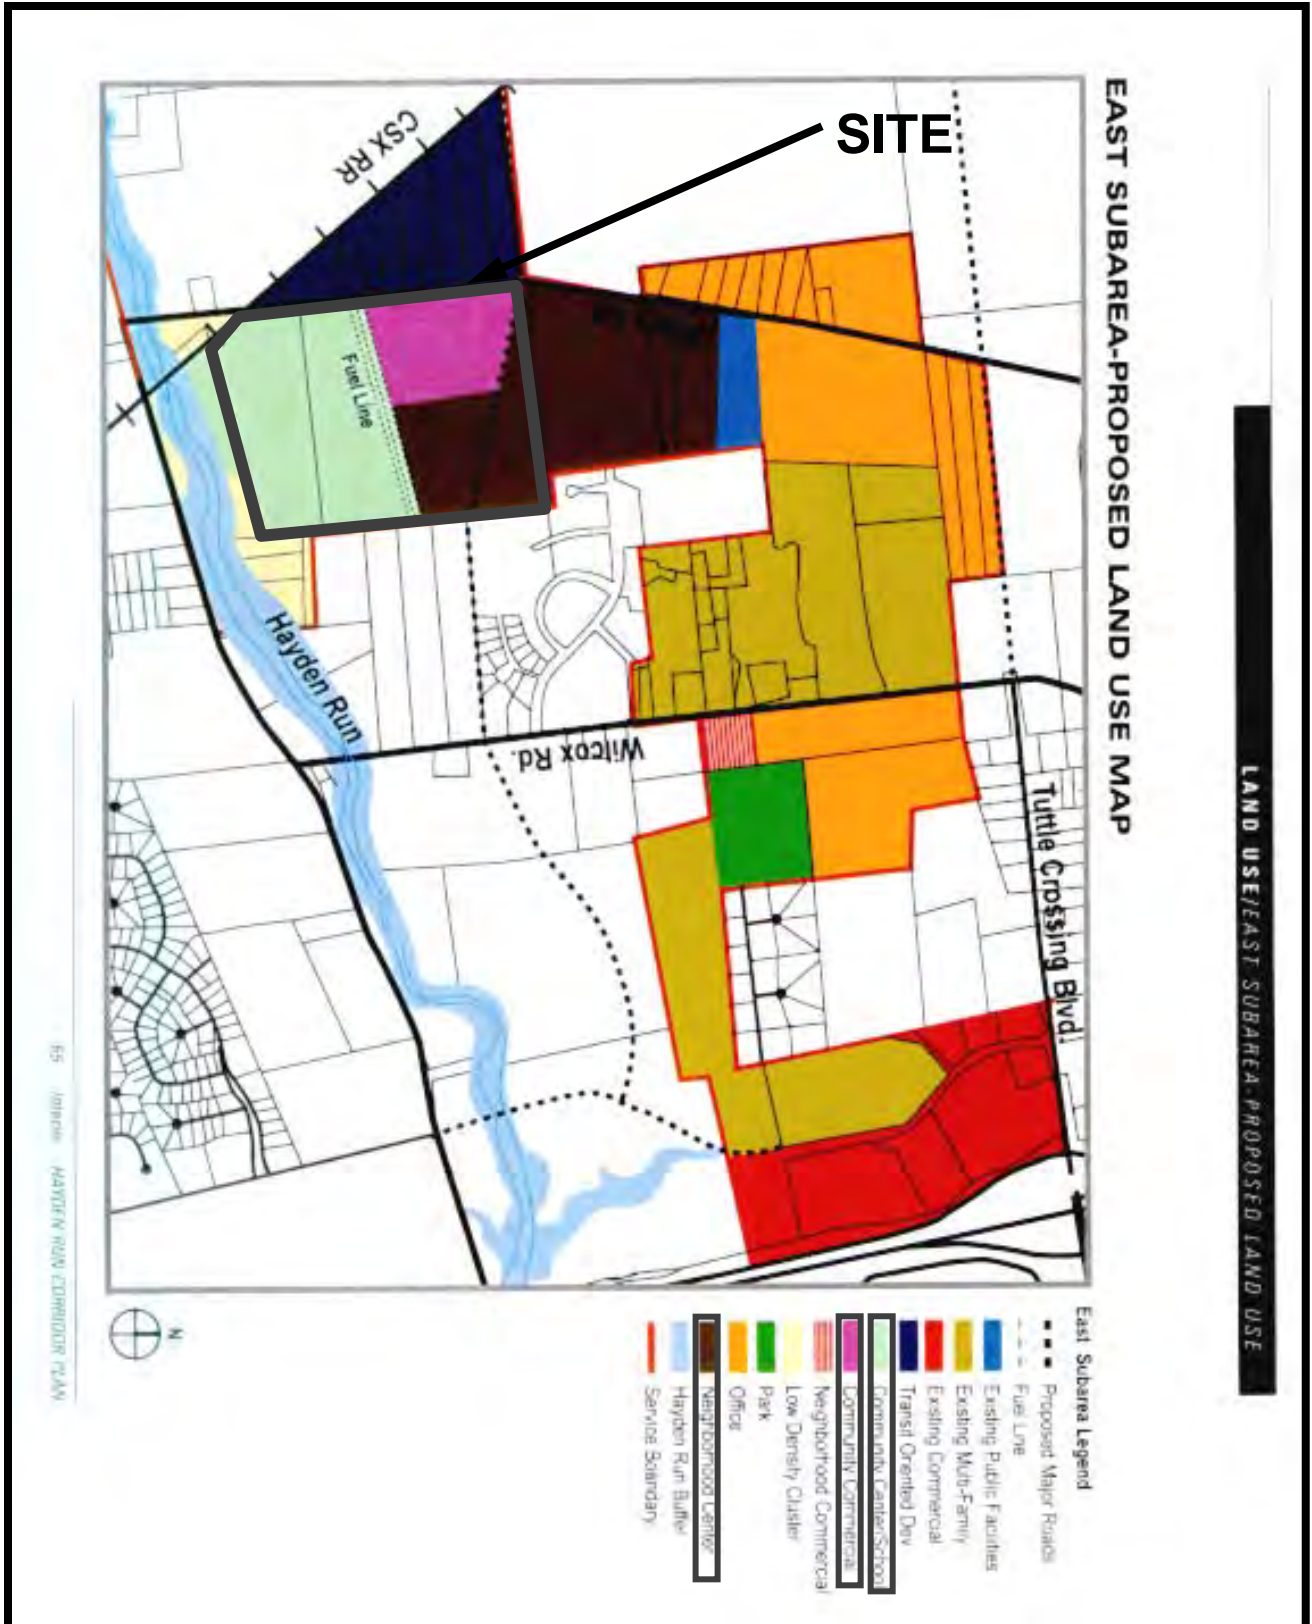 LAND USE/EAST SUBAREA-PROPOSED LAND USE
EAST SUBAREA-PROPOSED LAND USE MAP
SITE
CSX RR
Fuel Line
Hayden Run
Wilcox Rd.
Tuttle Crossing Blvd.
East Subarea Legend
Proposed Major Roads
Fuel Line
Existing Public Facilities
Existing Multi-Family
Existing Commercial
Transit Oriented Dev
Community Center/School
Community Commercial
Neighborhood Commercial
Low Density Cluster
Park
Office
Neighborhood Center
Hayden Run Buffer
Service Boundary
N
65 Interim HAYDEN RUN CORRIDOR PLAN